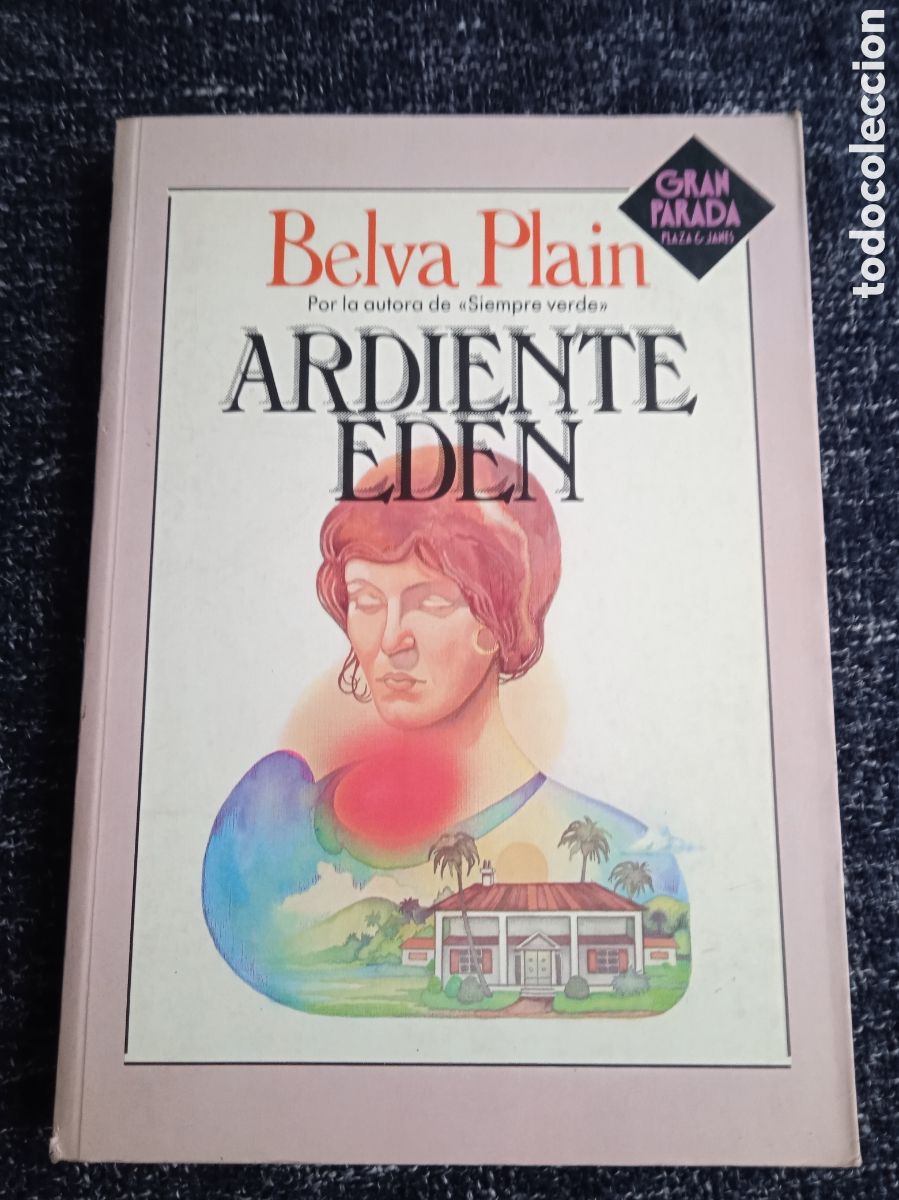 GRAN
PARADA
PLAZA & JANES
Belva Plain
Por la autora de «Siempre verde»
ARDIENTE
EDEN
todocoleccion